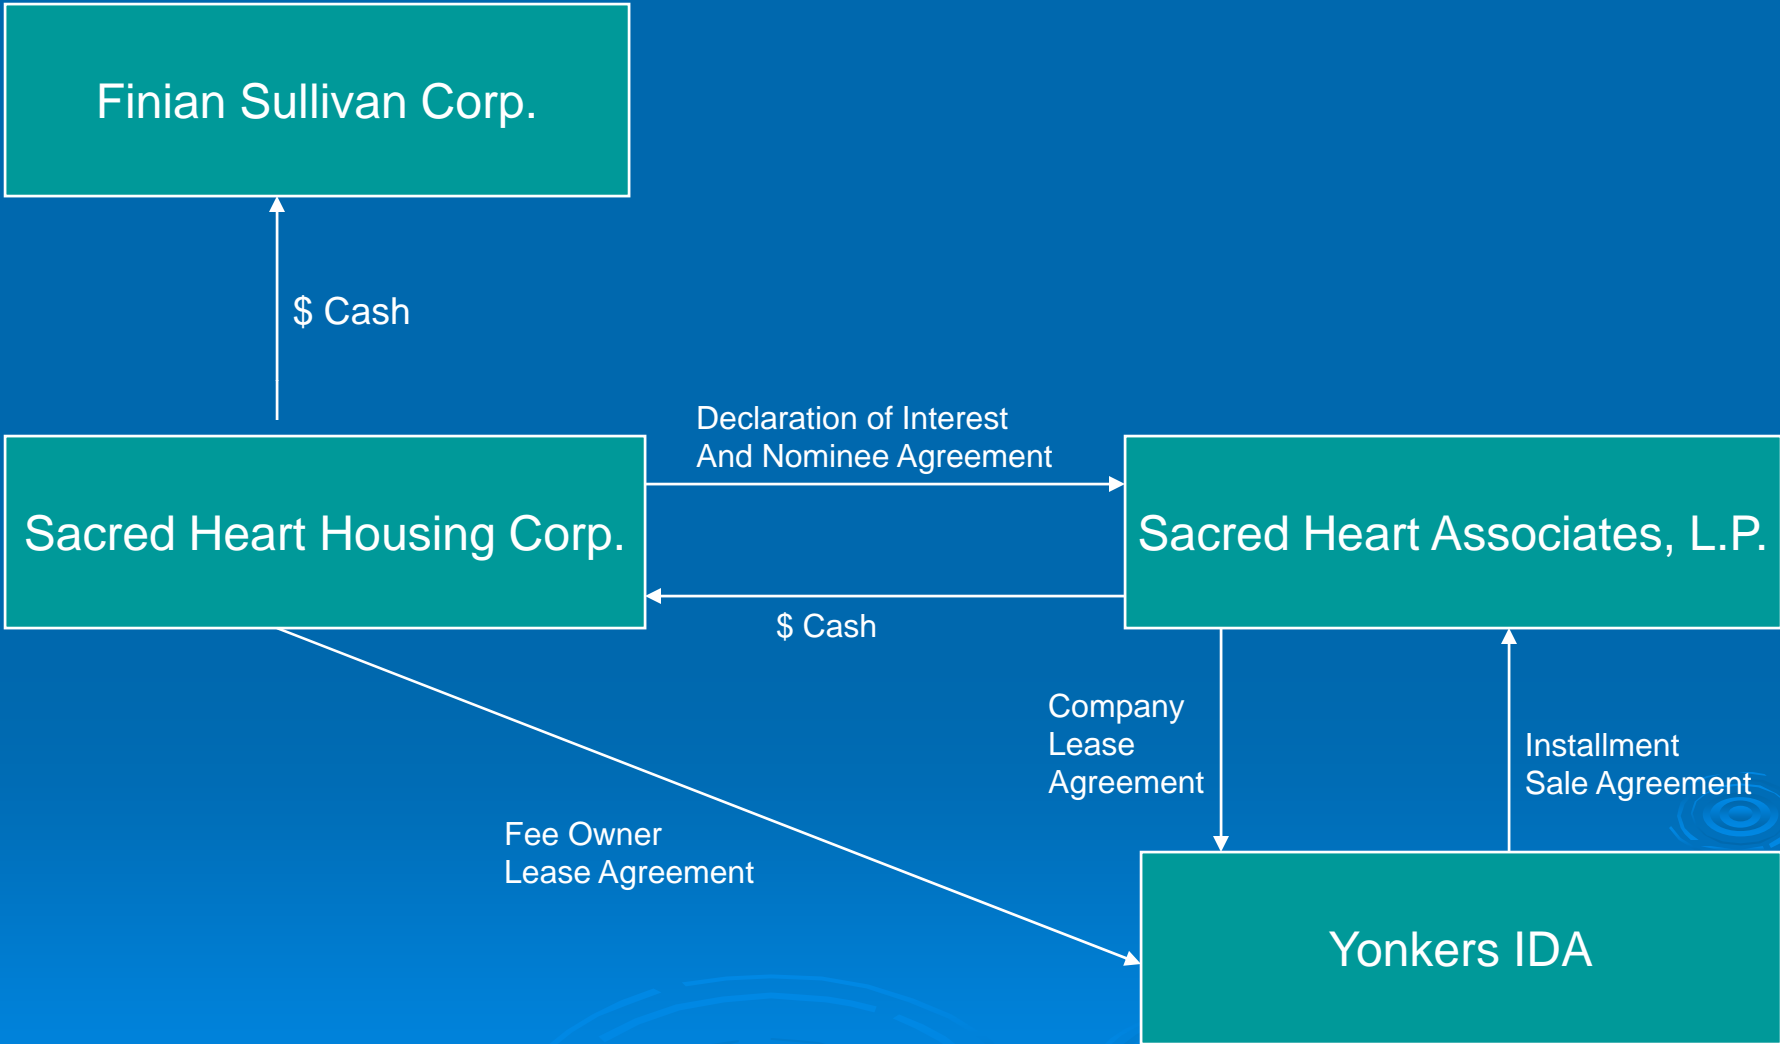 Finian Sullivan Corp.
$ Cash
Declaration of Interest
And Nominee Agreement
Sacred Heart Housing Corp.
Sacred Heart Associates, L.P.
$ Cash
Company
Lease
Agreement
Installment
Sale Agreement
Fee Owner
Lease Agreement
Yonkers IDA